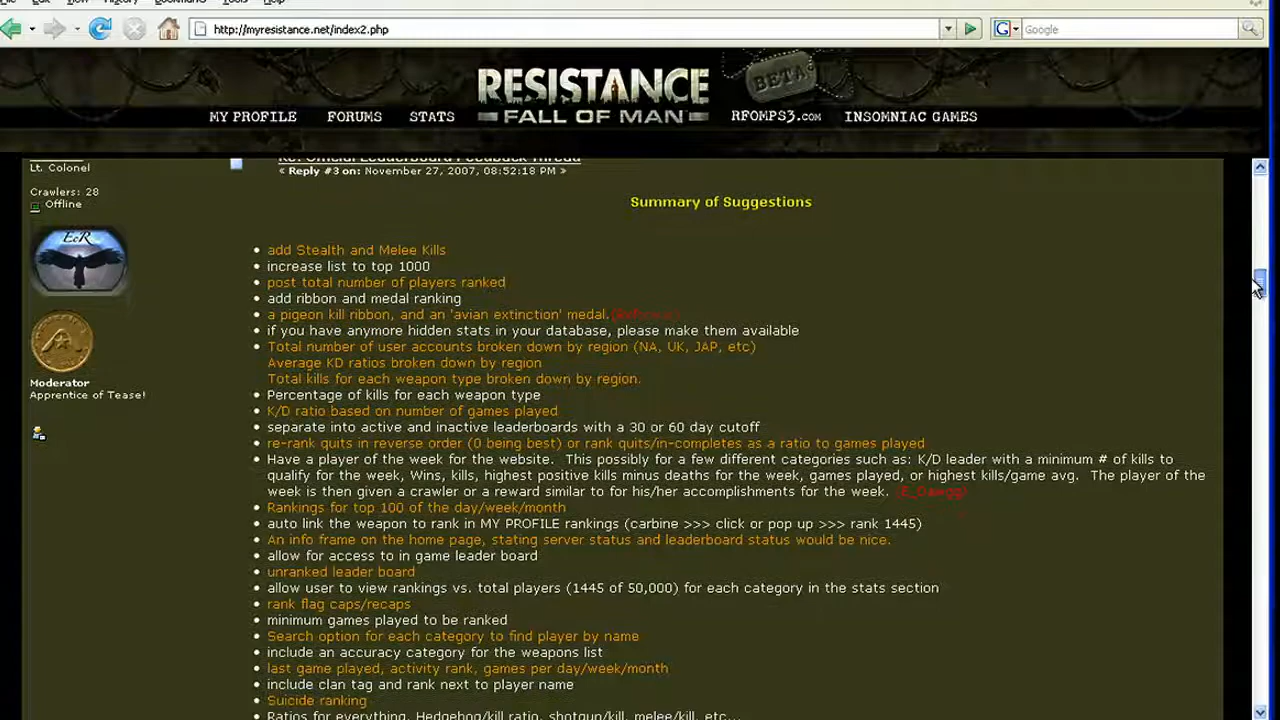 http://myresistance.net/index2.php
Google
RESISTANCE
FALL OF MAN
BETA
MY PROFILE
FORUMS
STATS
RFOMPS3.COM
INSOMNIAC GAMES
Lt. Colonel
Crawlers: 28
Offline
EcR
Moderator
Apprentice of Tease!
Re: Official Leaderboard Feedback Thread
« Reply #3 on: November 27, 2007, 08:52:18 PM »
Summary of Suggestions
• add Stealth and Melee Kills
• increase list to top 1000
• post total number of players ranked
• add ribbon and medal ranking
• a pigeon kill ribbon, and an 'avian extinction' medal.
• if you have anymore hidden stats in your database, please make them available
• Total number of user accounts broken down by region (NA, UK, JAP, etc)
Average KD ratios broken down by region
Total kills for each weapon type broken down by region.
• Percentage of kills for each weapon type
• K/D ratio based on number of games played
• separate into active and inactive leaderboards with a 30 or 60 day cutoff
• re-rank quits in reverse order (0 being best) or rank quits/in-completes as a ratio to games played
• Have a player of the week for the website.  This possibly for a few different categories such as: K/D leader with a minimum # of kills to
qualify for the week, Wins, kills, highest positive kills minus deaths for the week, games played, or highest kills/game avg.  The player of the
week is then given a crawler or a reward similar to for his/her accomplishments for the week. (E_Dawgg)
• Rankings for top 100 of the day/week/month
• auto link the weapon to rank in MY PROFILE rankings (carbine >>> click or pop up >>> rank 1445)
• An info frame on the home page, stating server status and leaderboard status would be nice.
• allow for access to in game leader board
• unranked leader board
• allow user to view rankings vs. total players (1445 of 50,000) for each category in the stats section
• rank flag caps/recaps
• minimum games played to be ranked
• Search option for each category to find player by name
• include an accuracy category for the weapons list
• last game played, activity rank, games per day/week/month
• include clan tag and rank next to player name
• Suicide ranking
• Ratios for everything, Hedgehog/kill ratio, shotgun/kill, melee/kill, etc...